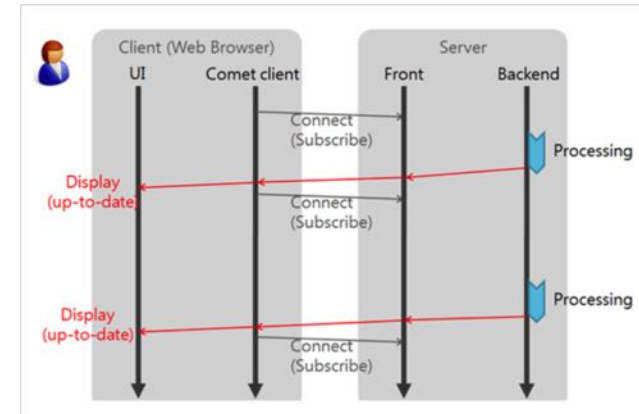 Client (Web Browser)
Server
UI
Comet client
Front
Backend
Connect
(Subscribe)
Processing
Display
(up-to-date)
Connect
(Subscribe)
Processing
Display
(up-to-date)
Connect
(Subscribe)